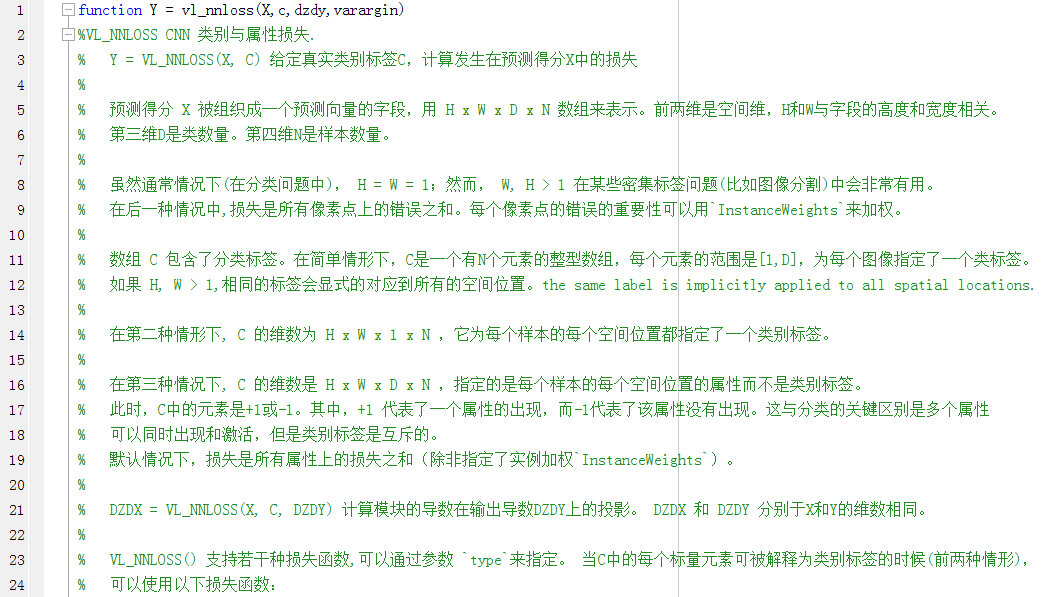 1 function Y = vl_nnloss(X,c,dzdy,varargin)
2 %VL_NNLOSS CNN 类别与属性损失.
3 % Y = VL_NNLOSS(X, C) 给定真实类别标签C，计算发生在预测得分X中的损失
4 %
5 % 预测得分 X 被组织成一个预测向量的字段，用 H x W x D x N 数组来表示。前两维是空间维，H和W与字段的高度和宽度相关。
6 % 第三维D是类数量。第四维N是样本数量。
7 %
8 % 虽然通常情况下(在分类问题中)， H = W = 1；然而， W, H > 1 在某些密集标签问题(比如图像分割)中会非常有用。
9 % 在后一种情况中,损失是所有像素点上的错误之和。每个像素点的错误的重要性可以用`InstanceWeights`来加权。
10 %
11 % 数组 C 包含了分类标签。在简单情形下，C是一个有N个元素的整型数组，每个元素的范围是[1,D]，为每个图像指定了一个类标签。
12 % 如果 H, W > 1,相同的标签会显式的对应到所有的空间位置。the same label is implicitly applied to all spatial locations.
13 %
14 % 在第二种情形下, C 的维数为 H x W x 1 x N ，它为每个样本的每个空间位置都指定了一个类别标签。
15 %
16 % 在第三种情况下, C 的维数是 H x W x D x N ，指定的是每个样本的每个空间位置的属性而不是类别标签。
17 % 此时，C中的元素是+1或-1。其中，+1 代表了一个属性的出现，而-1代表了该属性没有出现。这与分类的关键区别是多个属性
18 % 可以同时出现和激活，但是类别标签是互斥的。
19 % 默认情况下，损失是所有属性上的损失之和（除非指定了实例加权`InstanceWeights`）。
20 %
21 % DZDX = VL_NNLOSS(X, C, DZDY) 计算模块的导数在输出导数DZDY上的投影。 DZDX 和 DZDY 分别于X和Y的维数相同。
22 %
23 % VL_NNLOSS() 支持若干种损失函数,可以通过参数 `type`来指定。 当C中的每个标量元素可被解释为类别标签的时候(前两种情形)，
24 % 可以使用以下损失函数：